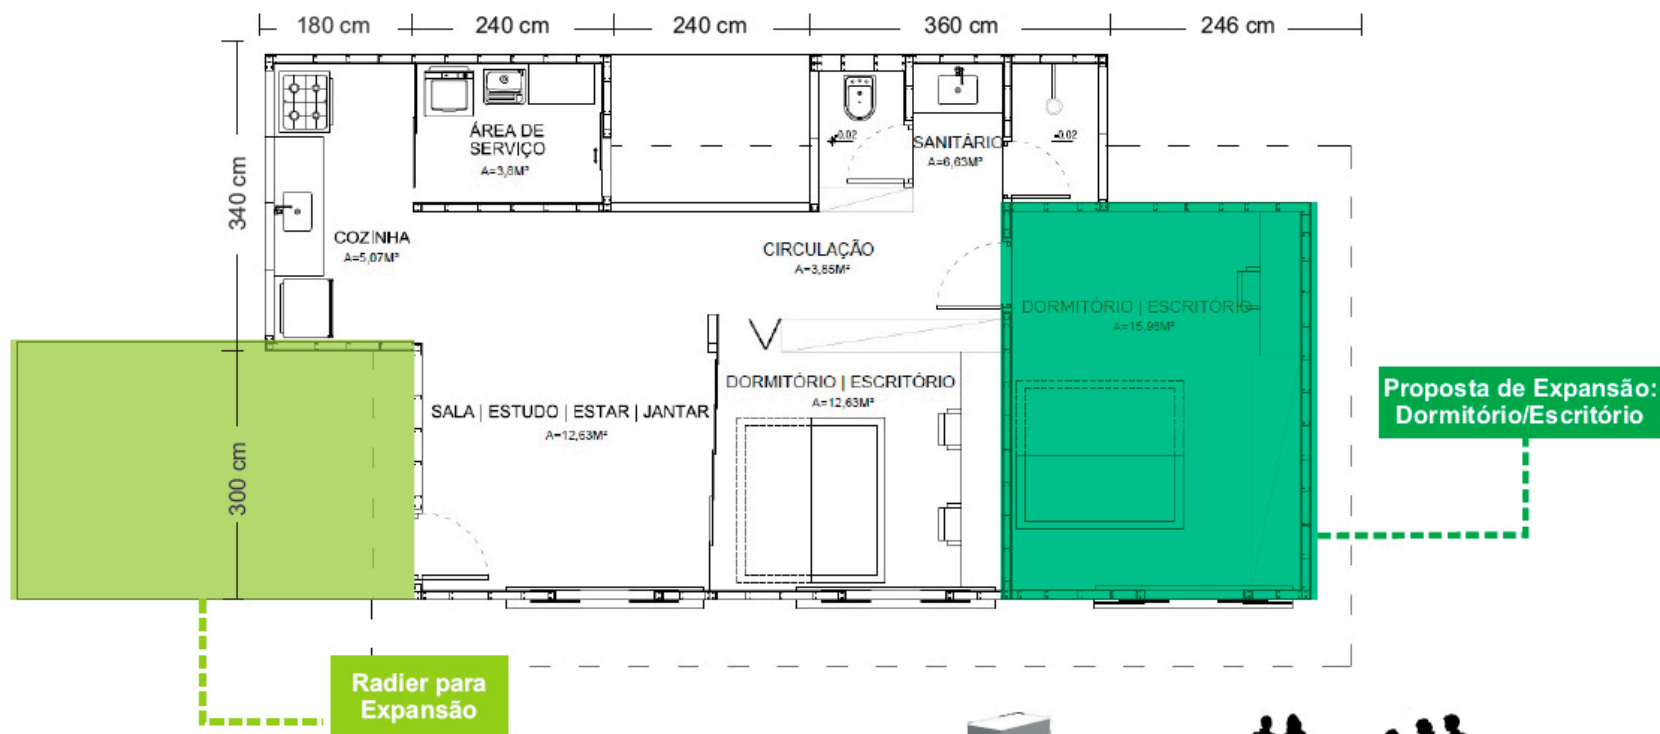 180 cm
240 cm
240 cm
360 cm
246 cm
340 cm
300 cm
ÁREA DE
SERVIÇO
A=3,8M²
-0.02
SANITÁRIO
A=6,63M²
-0.02
COZINHA
A=5,07M²
CIRCULAÇÃO
A=3,85M²
DORMITÓRIO | ESCRITÓRIO
A=15,98M²
DORMITÓRIO | ESCRITÓRIO
A=12,63M²
SALA | ESTUDO | ESTAR | JANTAR
A=12,63M²
Proposta de Expansão:
Dormitório/Escritório
Radier para
Expansão